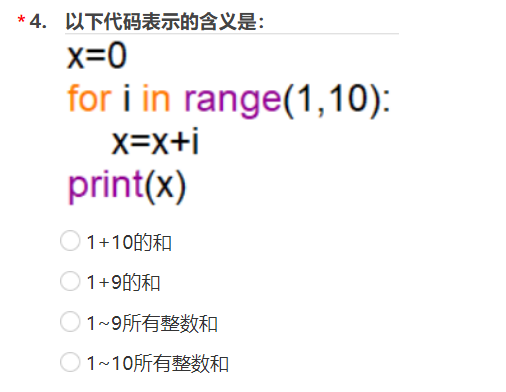 * 4. 以下代码表示的含义是：
x=0
for i in range(1,10):
x=x+i
print(x)
1+10的和
1+9的和
1~9所有整数和
1~10所有整数和